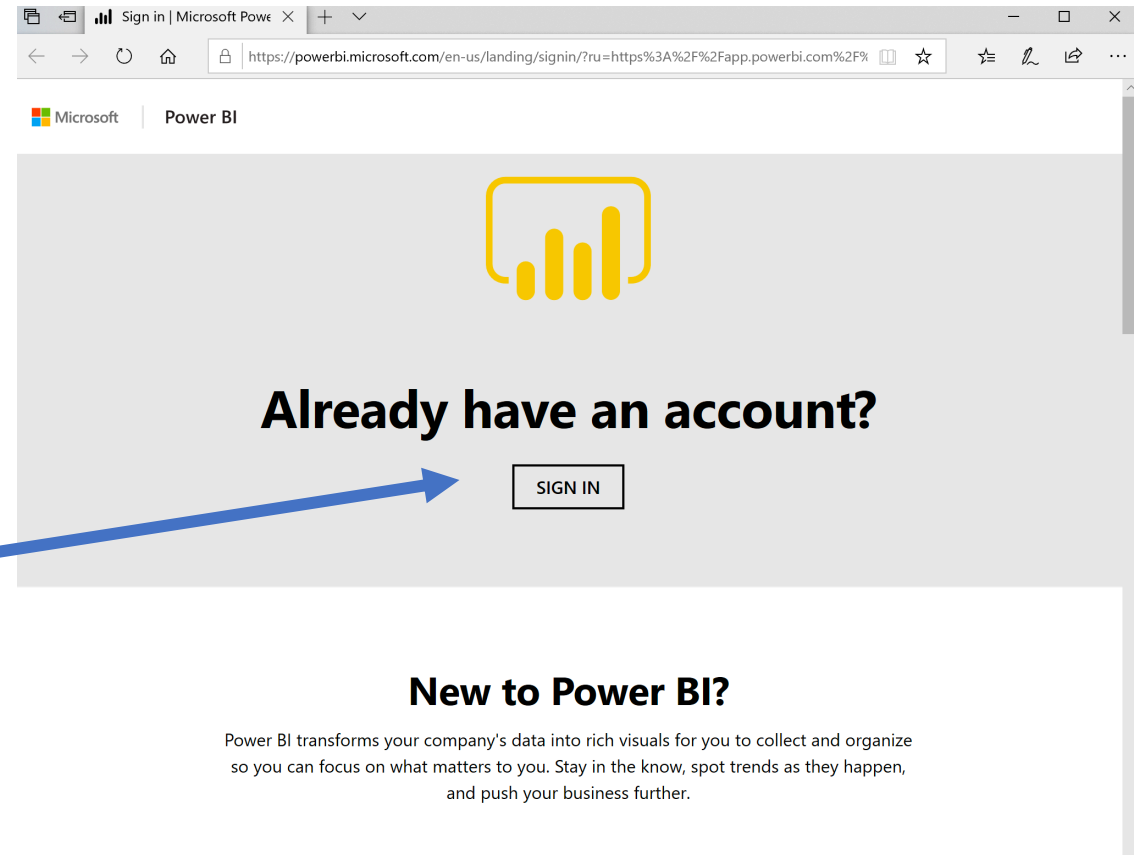 Sign in | Microsoft Powe
https://powerbi.microsoft.com/en-us/landing/signin/?ru=https%3A%2F%2Fapp.powerbi.com%2F%
Microsoft Power BI
Already have an account?
SIGN IN
New to Power BI?
Power BI transforms your company's data into rich visuals for you to collect and organize
so you can focus on what matters to you. Stay in the know, spot trends as they happen,
and push your business further.